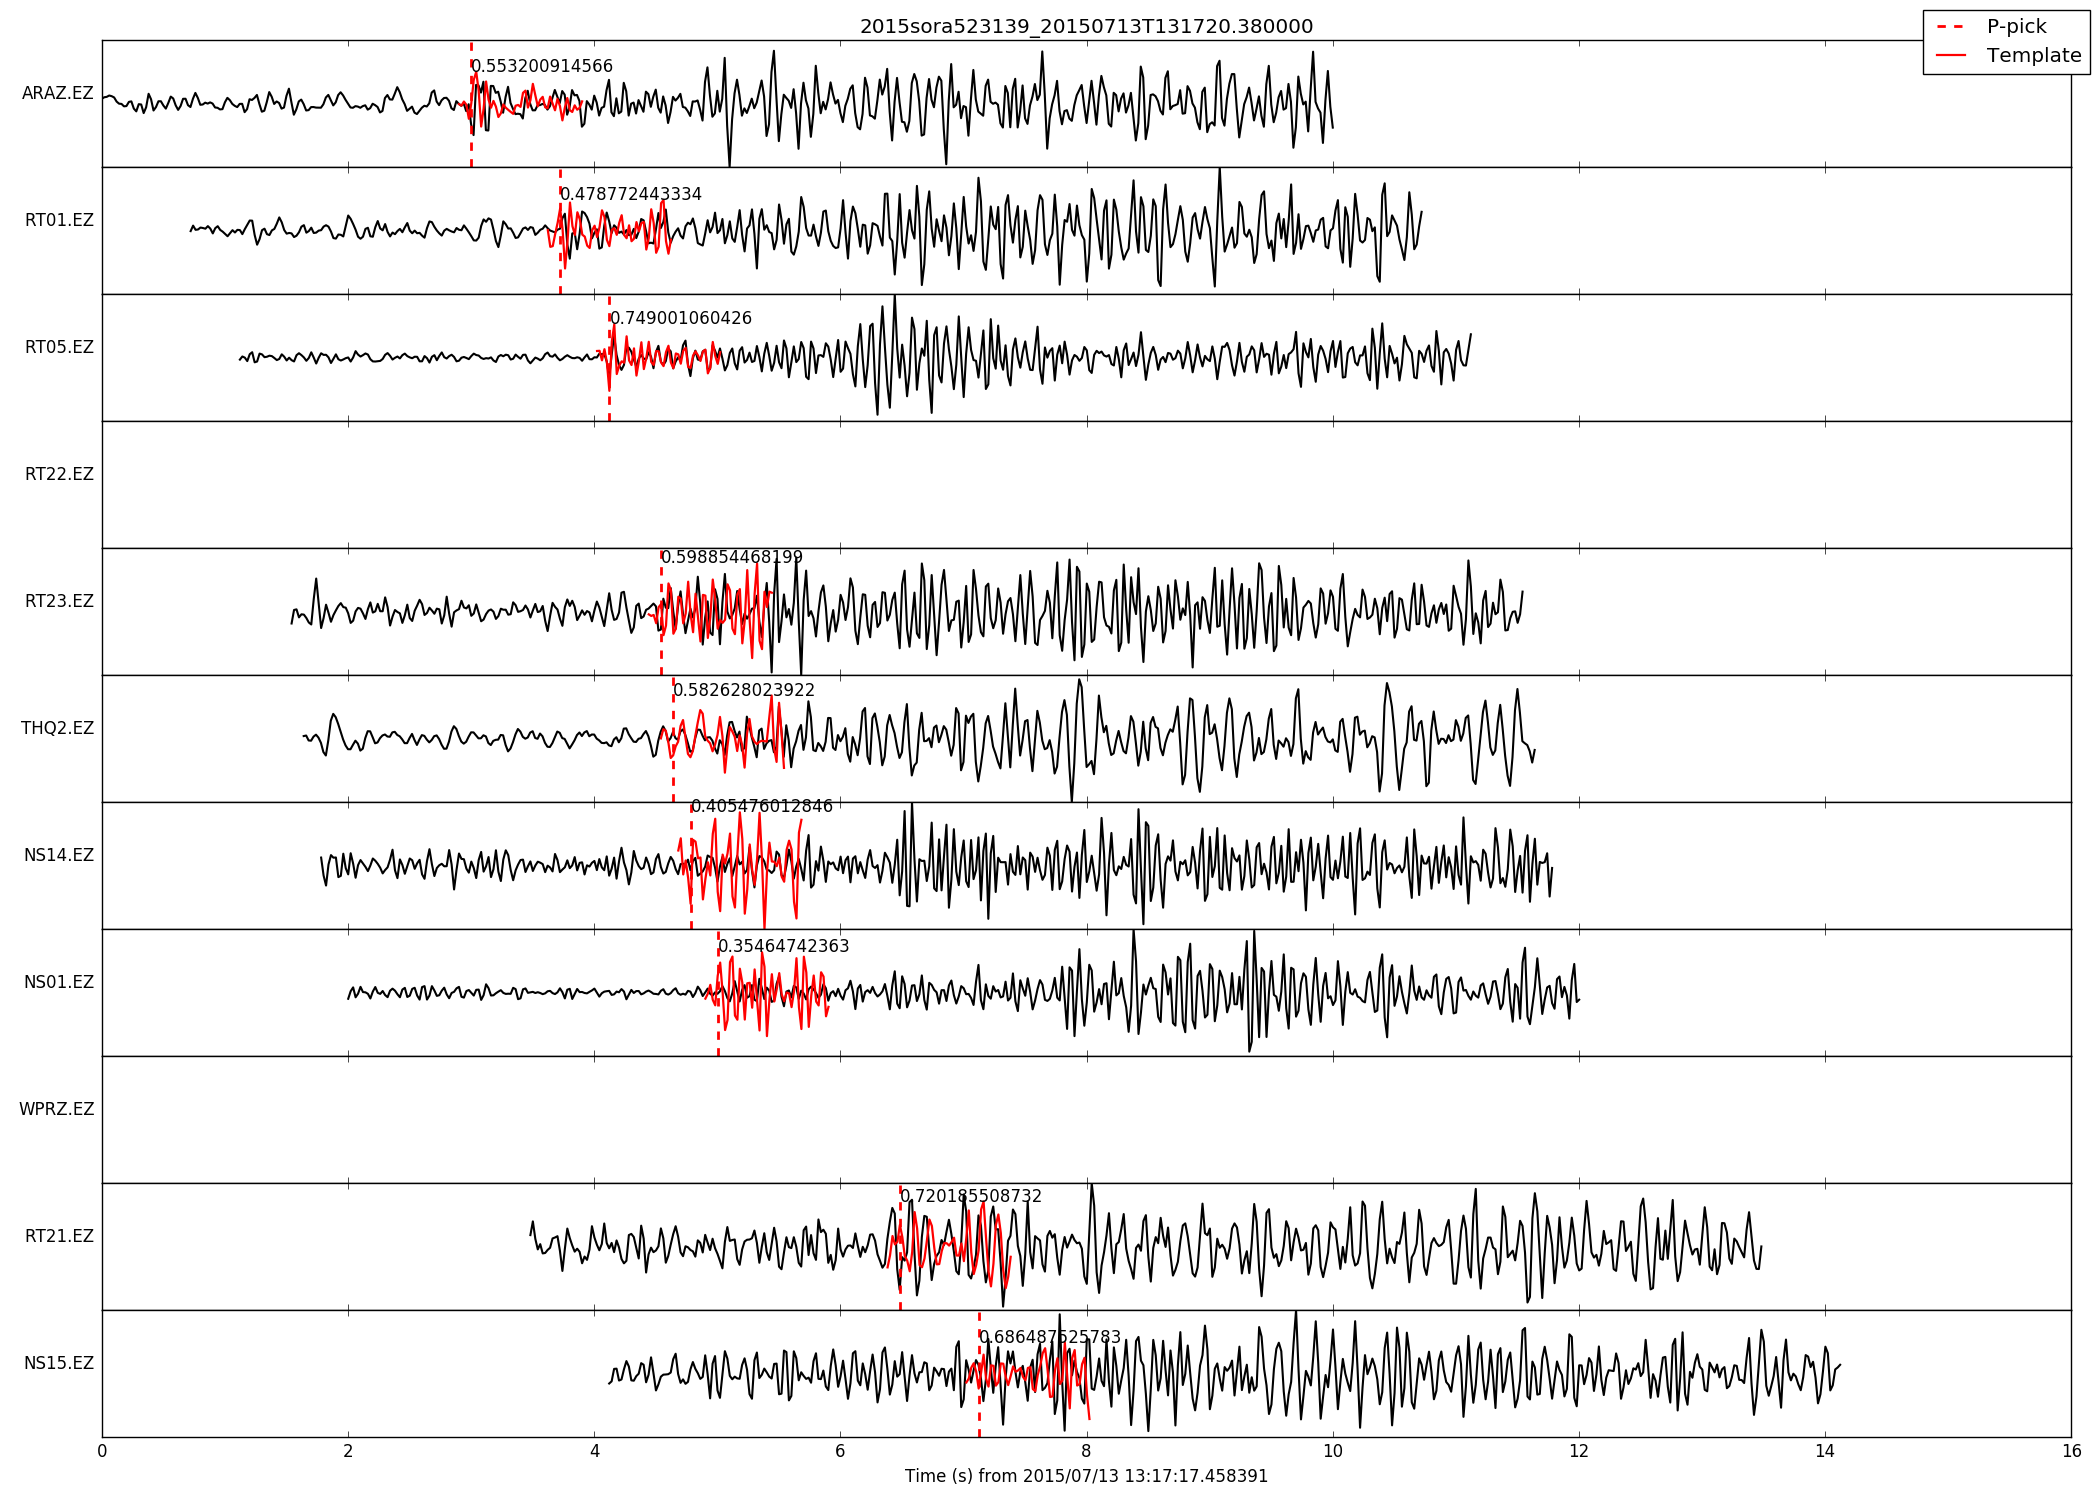 2015sora523139_20150713T131720.380000
P-pick
Template
ARAZ.EZ
0.553200914566
RT01.EZ
0.478772443334
RT05.EZ
0.749001060426
RT22.EZ
RT23.EZ
0.598854468199
THQ2.EZ
0.582628023922
NS14.EZ
0.405476012846
NS01.EZ
0.35464742363
WPRZ.EZ
RT21.EZ
0.720185508732
NS15.EZ
0.686487525783
0 2 4 6 8 10 12 14 16
Time (s) from 2015/07/13 13:17:17.458391